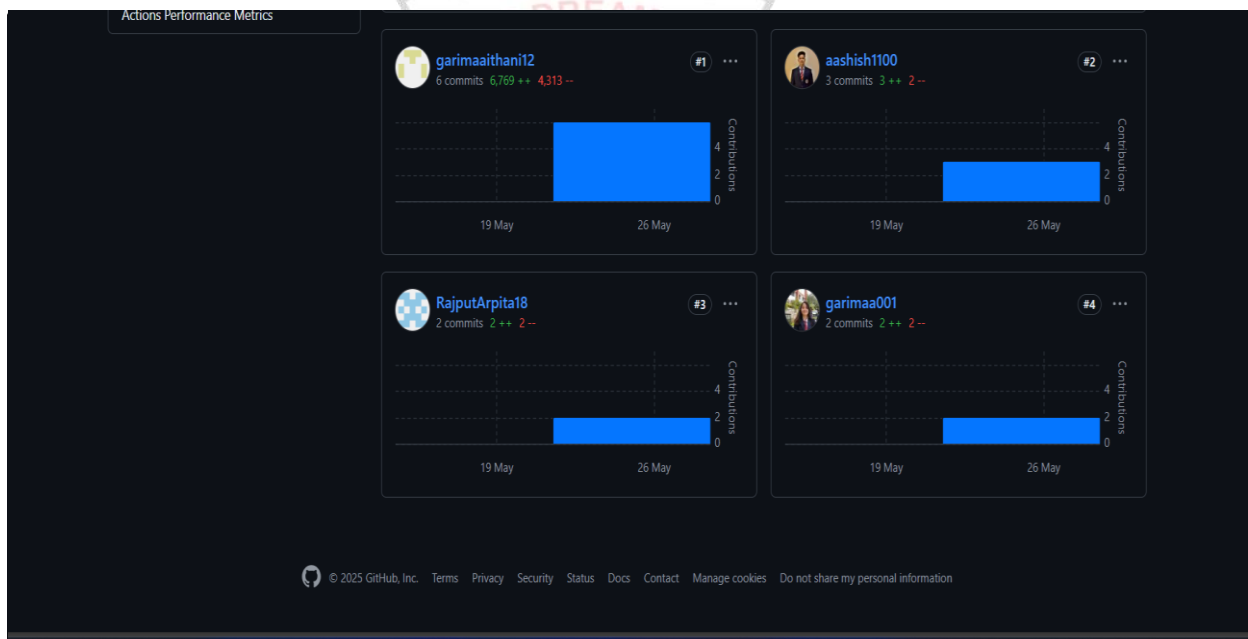 DREAM
Actions Performance Metrics
garimaaithani12
#1
6 commits 6,769 ++ 4,313 --
Contributions
4
2
0
19 May 26 May
aashish1100
#2
3 commits 3 ++ 2 --
Contributions
4
2
0
19 May 26 May
RajputArpita18
#3
2 commits 2 ++ 2 --
Contributions
4
2
0
19 May 26 May
garimaa001
#4
2 commits 2 ++ 2 --
Contributions
4
2
0
19 May 26 May
© 2025 GitHub, Inc. Terms Privacy Security Status Docs Contact Manage cookies Do not share my personal information